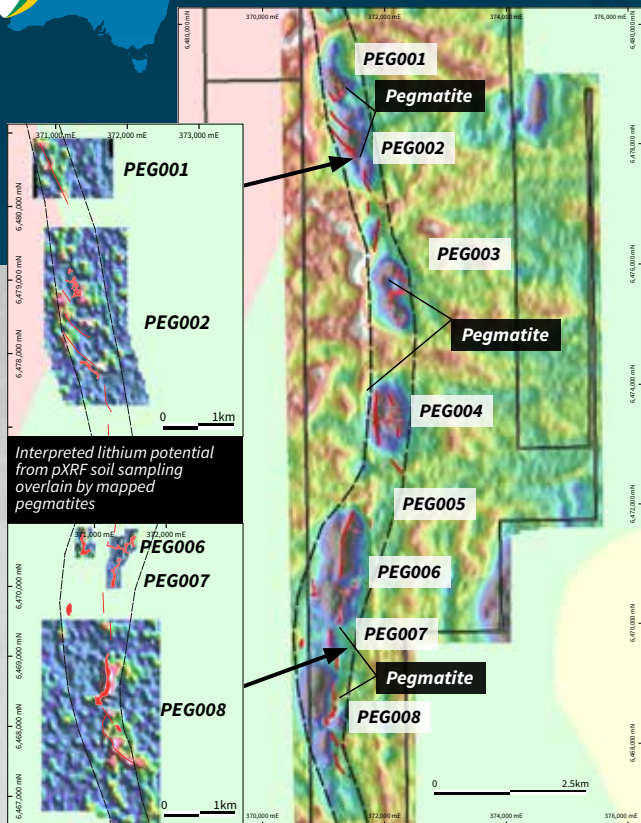 370,000 mE
372,000 mE
374,000 mE
376,000 mE
6,480,000 mN
6,478,000 mN
6,476,000 mN
6,474,000 mN
6,472,000 mN
6,470,000 mN
6,468,000 mN
PEG001
Pegmatite
PEG002
PEG003
Pegmatite
PEG004
PEG005
PEG006
PEG007
Pegmatite
PEG008
0
2.5km
370,000 mE
372,000 mE
374,000 mE
376,000 mE
371,000 mE
372,000 mE
373,000 mE
PEG001
6,480,000 mN
6,479,000 mN
PEG002
6,478,000 mN
0
1km
Interpreted lithium potential
from pXRF soil sampling
overlain by mapped
pegmatites
371,000 mE
372,000 mE
PEG006
PEG007
6,470,000 mN
6,469,000 mN
PEG008
6,468,000 mN
6,467,000 mN
0
1km